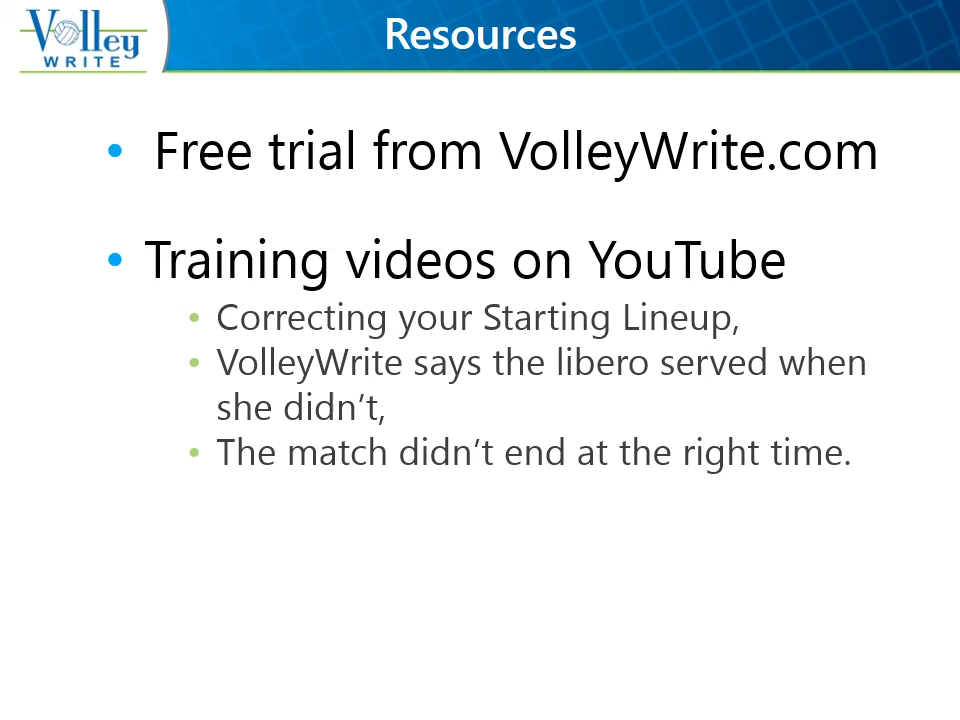 Volley
WRITE
Resources
• Free trial from VolleyWrite.com
• Training videos on YouTube
• Correcting your Starting Lineup,
• VolleyWrite says the libero served when
she didn’t,
• The match didn’t end at the right time.